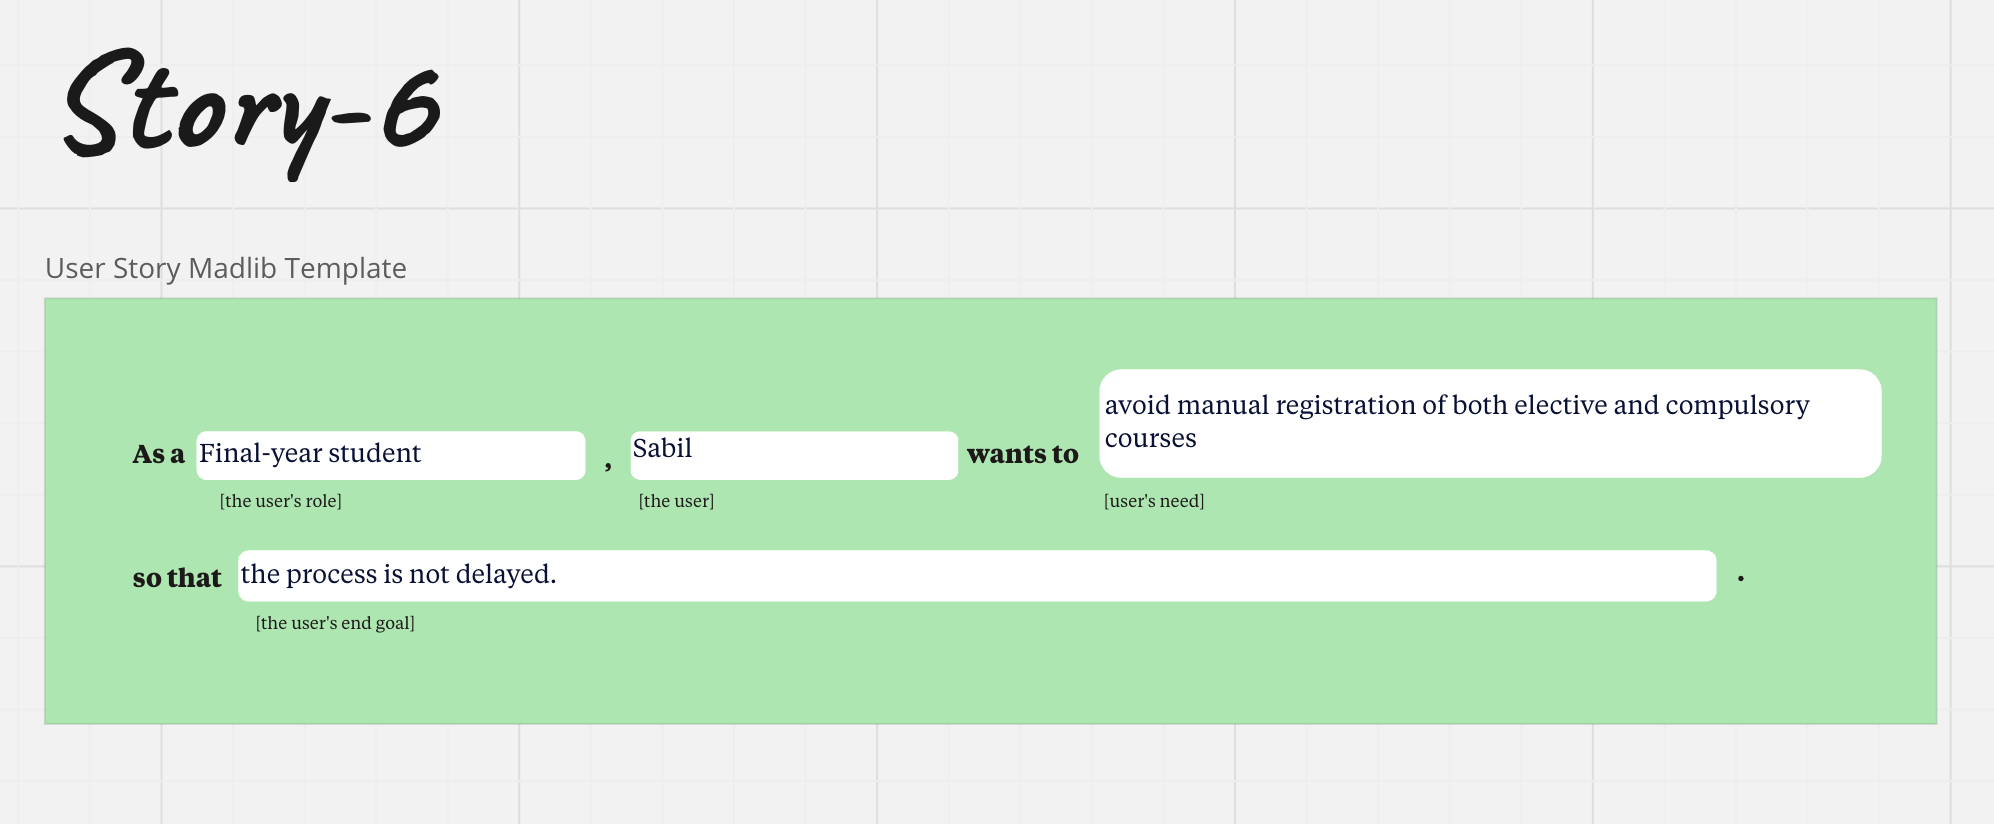 Story-6
User Story Madlib Template
avoid manual registration of both elective and compulsory
courses
As a Final-year student , Sabil wants to
[the user's role] [the user] [user's need]
so that the process is not delayed. .
[the user's end goal]